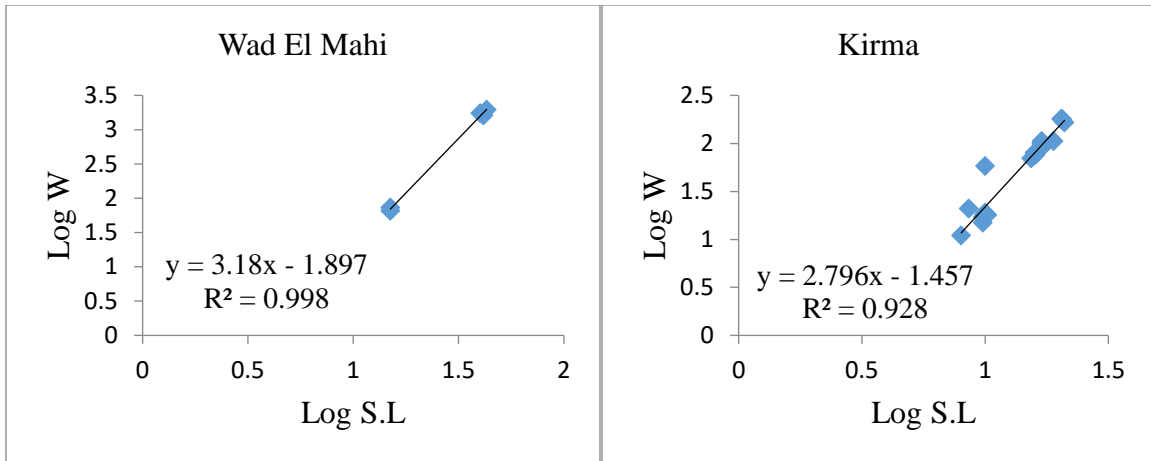 Wad El Mahi
3.5
3
2.5
2
1.5
1
0.5
0
Log W
y = 3.18x - 1.897
R² = 0.998
0 0.5 1 1.5 2
Log S.L
Kirma
2.5
2
1.5
1
0.5
0
Log W
y = 2.796x - 1.457
R² = 0.928
0 0.5 1 1.5
Log S.L